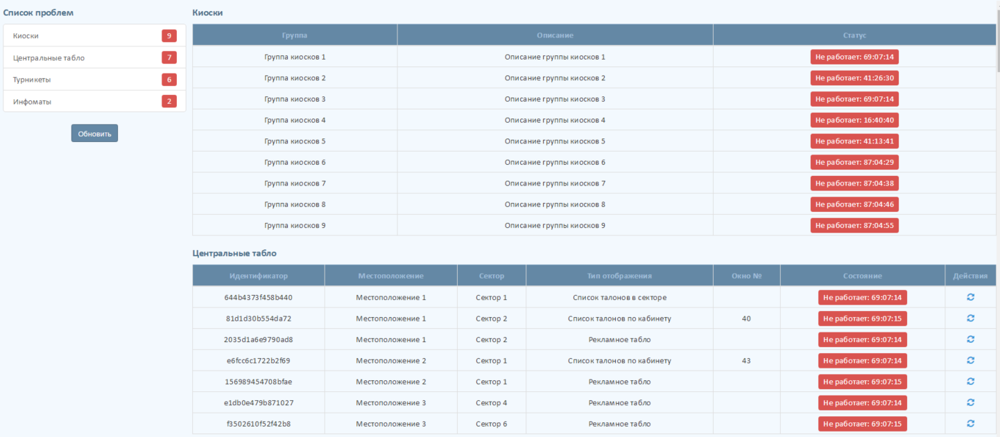 Список проблем
Киоски 9
Центральные табло 7
Турникеты 6
Инфоматы 2
Обновить
Киоски
Группа Описание Статус
Группа киосков 1 Описание группы киосков 1 Не работает: 69:07:14
Группа киосков 2 Описание группы киосков 2 Не работает: 41:26:30
Группа киосков 3 Описание группы киосков 3 Не работает: 69:07:14
Группа киосков 4 Описание группы киосков 4 Не работает: 16:40:40
Группа киосков 5 Описание группы киосков 5 Не работает: 41:13:41
Группа киосков 6 Описание группы киосков 6 Не работает: 87:04:29
Группа киосков 7 Описание группы киосков 7 Не работает: 87:04:38
Группа киосков 8 Описание группы киосков 8 Не работает: 87:04:46
Группа киосков 9 Описание группы киосков 9 Не работает: 87:04:55
Центральные табло
Идентификатор Местоположение Сектор Тип отображения Окно № Состояние Действия
644b4373f458b440 Местоположение 1 Сектор 1 Список талонов в секторе Не работает: 69:07:14
81d1d30b554da72 Местоположение 1 Сектор 2 Список талонов по кабинету 40 Не работает: 69:07:15
2035d1a6e9790ad8 Местоположение 1 Сектор 2 Рекламное табло Не работает: 69:07:14
e6fcc6c1722b2f69 Местоположение 2 Сектор 1 Список талонов по кабинету 43 Не работает: 69:07:14
156989454708bfae Местоположение 2 Сектор 1 Рекламное табло Не работает: 69:07:15
e1db0e479b871027 Местоположение 3 Сектор 4 Рекламное табло Не работает: 69:07:14
f3502610f52f42b8 Местоположение 3 Сектор 6 Рекламное табло Не работает: 69:07:15